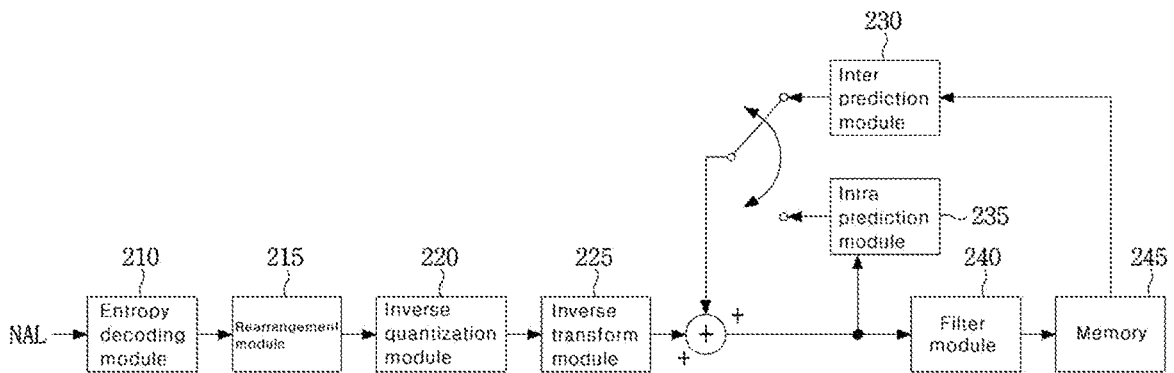 230
Inter
prediction
module
Intra
prediction
module
235
210
215
220
225
240
245
NAL
Entropy
decoding
module
Rearrangement
module
Inverse
quantization
module
Inverse
transform
module
+
+
+
Filter
module
Memory